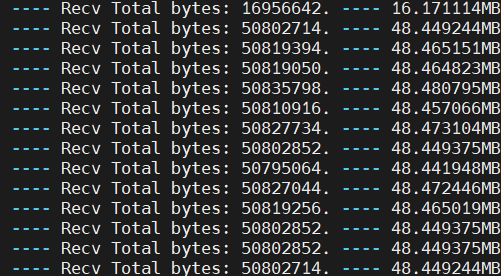 ---- Recv Total bytes: 16956642. ---- 16.171114MB
---- Recv Total bytes: 50802714. ---- 48.449244MB
---- Recv Total bytes: 50819394. ---- 48.465151MB
---- Recv Total bytes: 50819050. ---- 48.464823MB
---- Recv Total bytes: 50835798. ---- 48.480795MB
---- Recv Total bytes: 50810916. ---- 48.457066MB
---- Recv Total bytes: 50827734. ---- 48.473104MB
---- Recv Total bytes: 50802852. ---- 48.449375MB
---- Recv Total bytes: 50795064. ---- 48.441948MB
---- Recv Total bytes: 50827044. ---- 48.472446MB
---- Recv Total bytes: 50819256. ---- 48.465019MB
---- Recv Total bytes: 50802852. ---- 48.449375MB
---- Recv Total bytes: 50802852. ---- 48.449375MB
---- Recv Total bytes: 50802714. ---- 48.449244MB